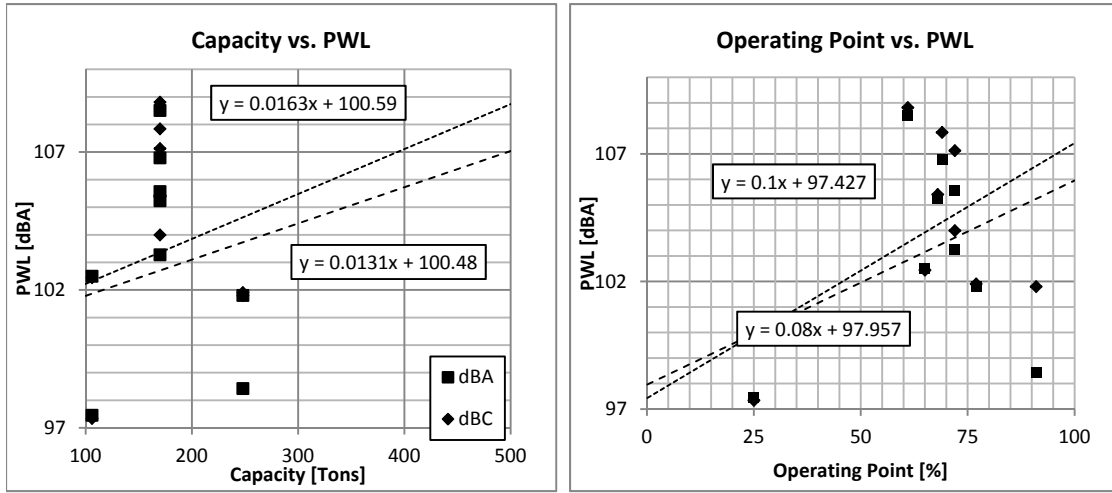 Capacity vs. PWL
y = 0.0163x + 100.59
y = 0.0131x + 100.48
PWL [dBA]
107
102
97
100
200
300
400
500
Capacity [Tons]
dBA
dBC
Operating Point vs. PWL
y = 0.1x + 97.427
y = 0.08x + 97.957
PWL [dBA]
107
102
97
0
25
50
75
100
Operating Point [%]